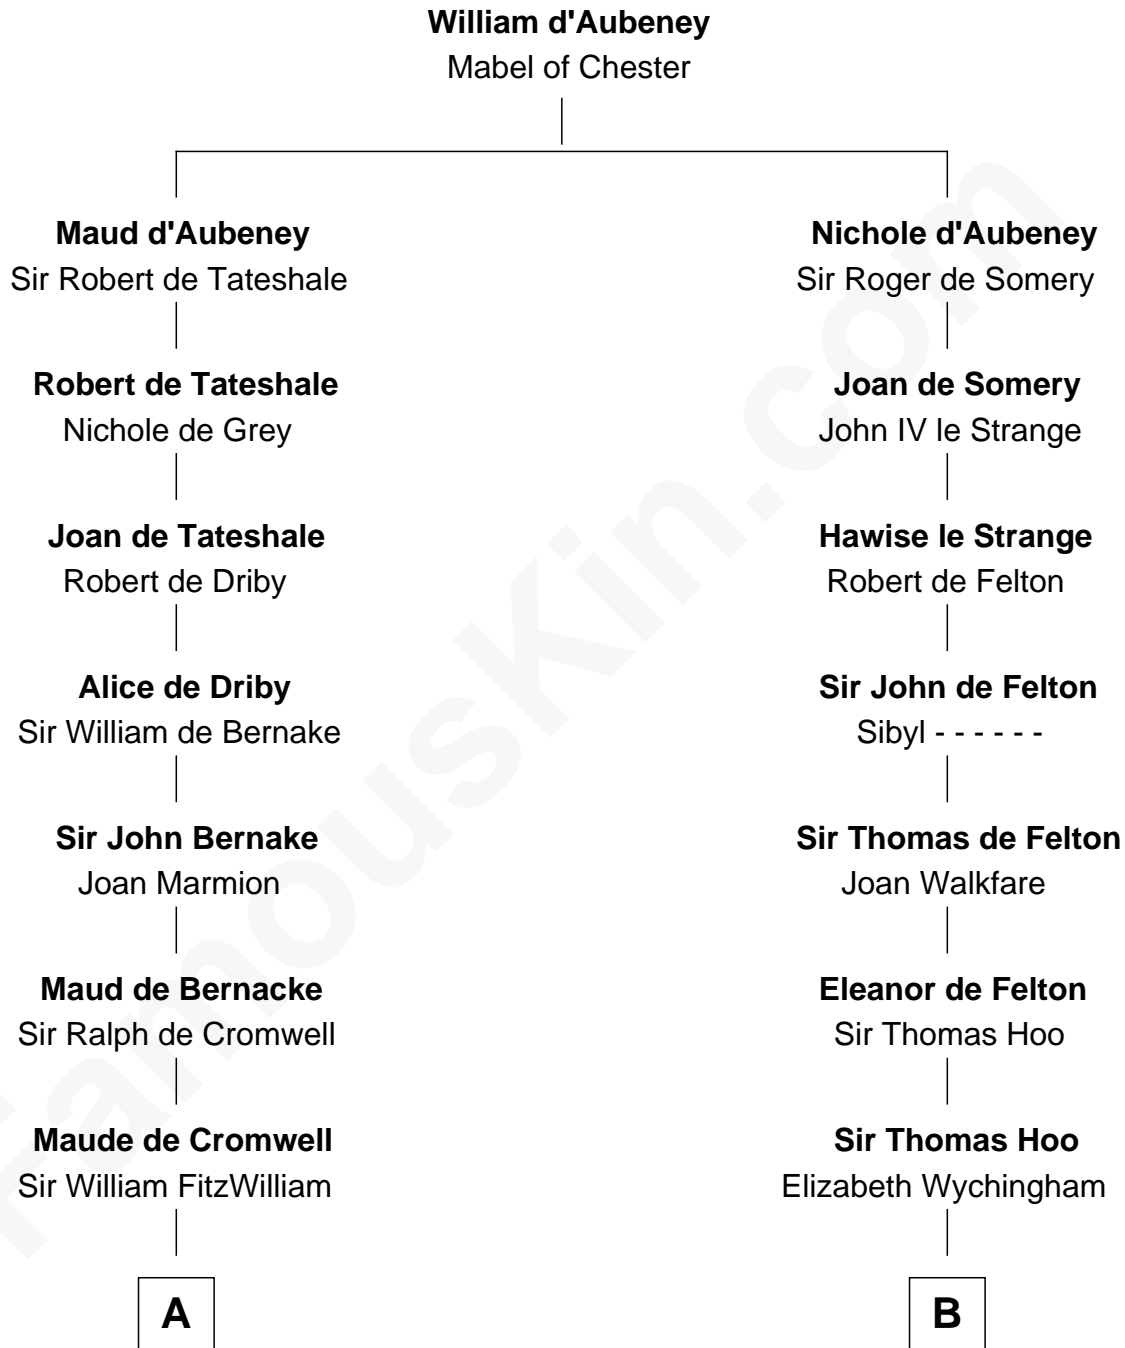 William d'Aubeney
Mabel of Chester
Maud d'Aubeney
Sir Robert de Tateshale
Nichole d'Aubeney
Sir Roger de Somery
Robert de Tateshale
Nichole de Grey
Joan de Somery
John IV le Strange
Joan de Tateshale
Robert de Driby
Hawise le Strange
Robert de Felton
Alice de Driby
Sir William de Bernake
Sir John de Felton
Sibyl - - - - - -
Sir John Bernake
Joan Marmion
Sir Thomas de Felton
Joan Walkfare
Maud de Bernacke
Sir Ralph de Cromwell
Eleanor de Felton
Sir Thomas Hoo
Maude de Cromwell
Sir William FitzWilliam
Sir Thomas Hoo
Elizabeth Wychingham
A
B
FamousKin.com